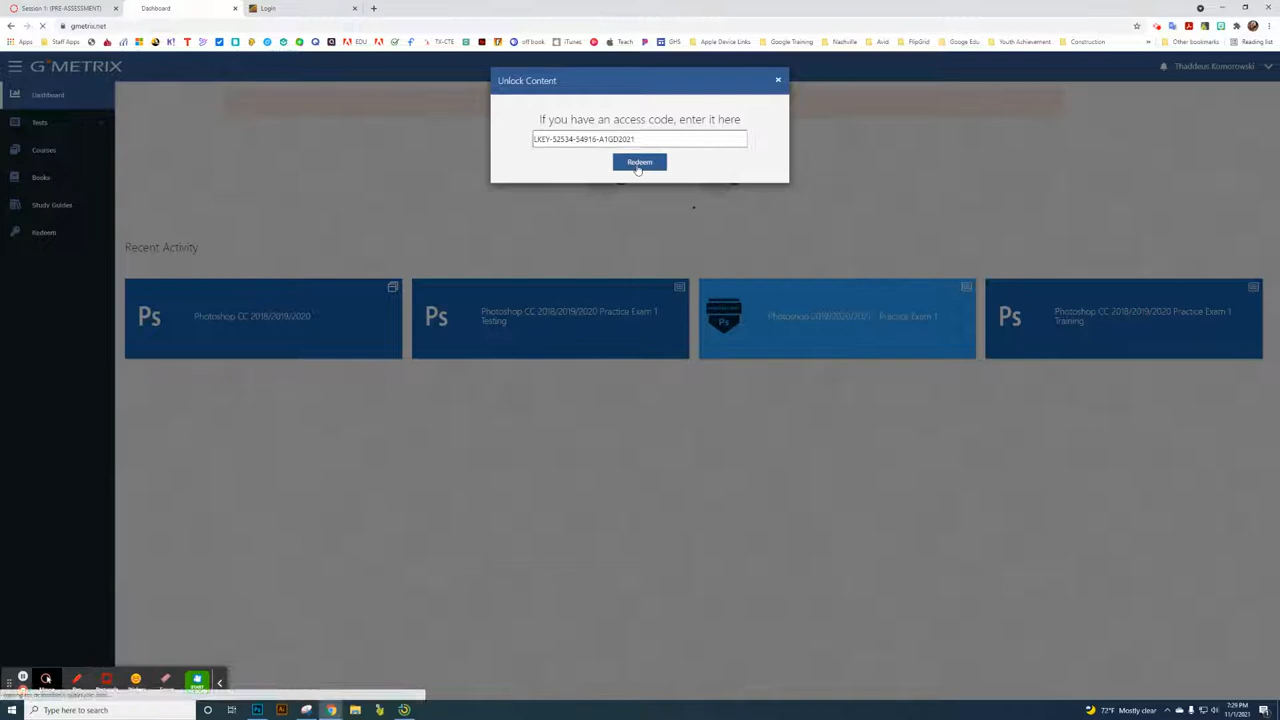 Session 1: (PRE-ASSESSMENT)
Dashboard
Login
gmetrix.net
Apps
Staff Apps
EDU
TX-CTE
off book
iTunes
Teach
GHS
Apple Device Links
Google Training
Nashville
Avid
FlipGrid
Google Edu
Youth Achievement
Construction
Other bookmarks
Reading list
GMETRIX
Thaddeus Komorowski
Dashboard
Tests
Courses
Books
Study Guides
Redeem
Unlock Content
If you have an access code, enter it here
LKEY-52534-54916-A1GD2021
Redeem
Recent Activity
Ps
Photoshop CC 2018/2019/2020
Ps
Photoshop CC 2018/2019/2020 Practice Exam 1
Testing
Ps
Photoshop 2019/2020/2021 - Practice Exam 1
Ps
Photoshop CC 2018/2019/2020 Practice Exam 1
Training
Type here to search
72°F Mostly clear
7:29 PM
11/1/2021